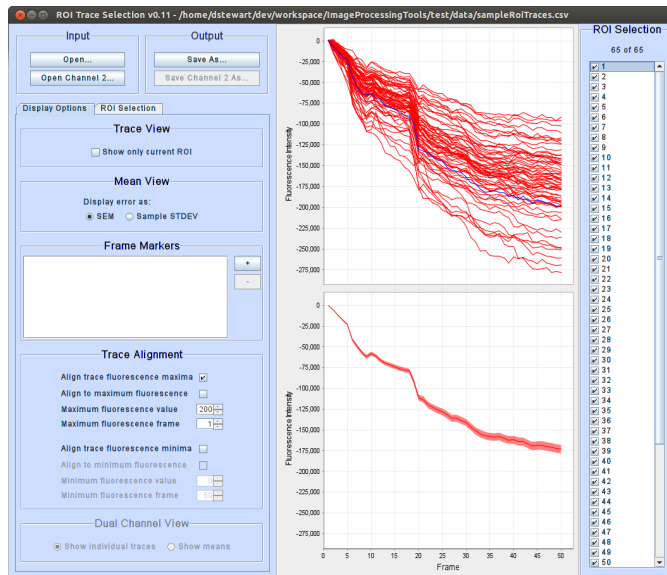 ROI Trace Selection v0.11 - /home/dstewart/dev/workspace/ImageProcessingTools/test/data/sampleRoiTraces.csv
Input
Open...
Open Channel 2...
Output
Save As...
Save Channel 2 As...
Display Options
ROI Selection
Trace View
Show only current ROI
Mean View
Display error as:
SEM
Sample STDEV
Frame Markers
+
-
Trace Alignment
Align trace fluorescence maxima
Align to maximum fluorescence
Maximum fluorescence value
200
Maximum fluorescence frame
1
Align trace fluorescence minima
Align to minimum fluorescence
Minimum fluorescence value
0
Minimum fluorescence frame
50
Dual Channel View
Show individual traces
Show means
Fluorescence Intensity
0
-25,000
-50,000
-75,000
-100,000
-125,000
-150,000
-175,000
-200,000
-225,000
-250,000
-275,000
Fluorescence Intensity
0
-25,000
-50,000
-75,000
-100,000
-125,000
-150,000
-175,000
-200,000
-225,000
-250,000
-275,000
0 5 10 15 20 25 30 35 40 45 50
Frame
ROI Selection
65 of 65
1
2
3
4
5
6
7
8
9
10
11
12
13
14
15
16
17
18
19
20
21
22
23
24
25
26
27
28
29
30
31
32
33
34
35
36
37
38
39
40
41
42
43
44
45
46
47
48
49
50